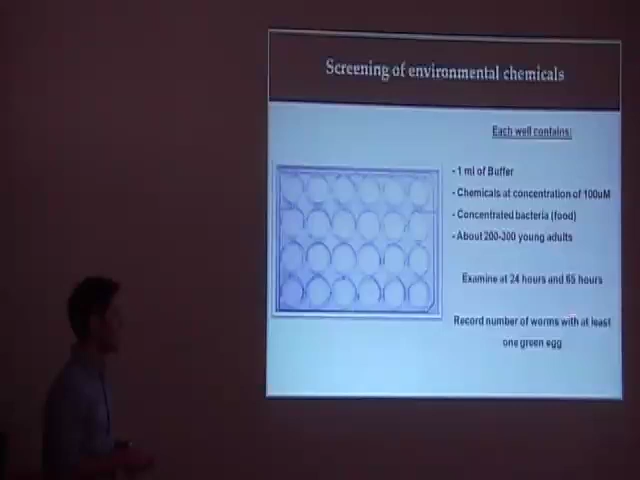 Screening of environmental chemicals
Each well contains:
- 1 ml of Buffer
- Chemicals at concentration of 100uM
- Concentrated bacteria (food)
- About 200-300 young adults
Examine at 24 hours and 65 hours
Record number of worms with at least
one green egg